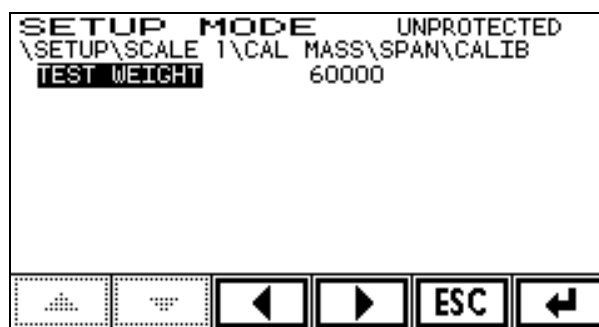 SETUP MODE UNPROTECTED
\SETUP\SCALE 1\CAL MASS\SPAN\CALIB
TEST WEIGHT 60000
ESC